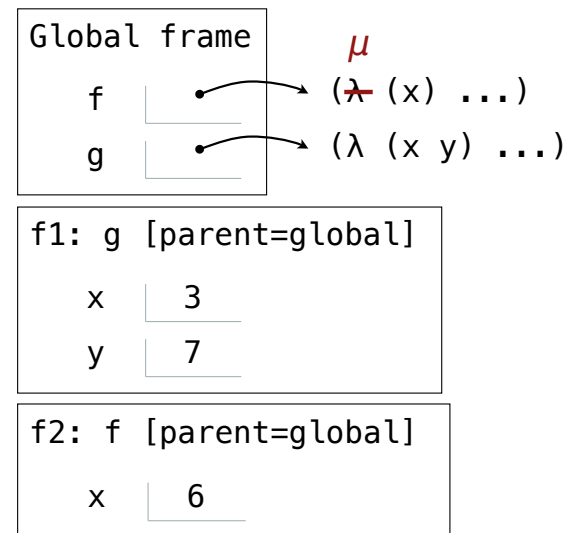 Global frame
μ
f (λ (x) ...)
g (λ (x y) ...)
f1: g [parent=global]
x 3
y 7
f2: f [parent=global]
x 6